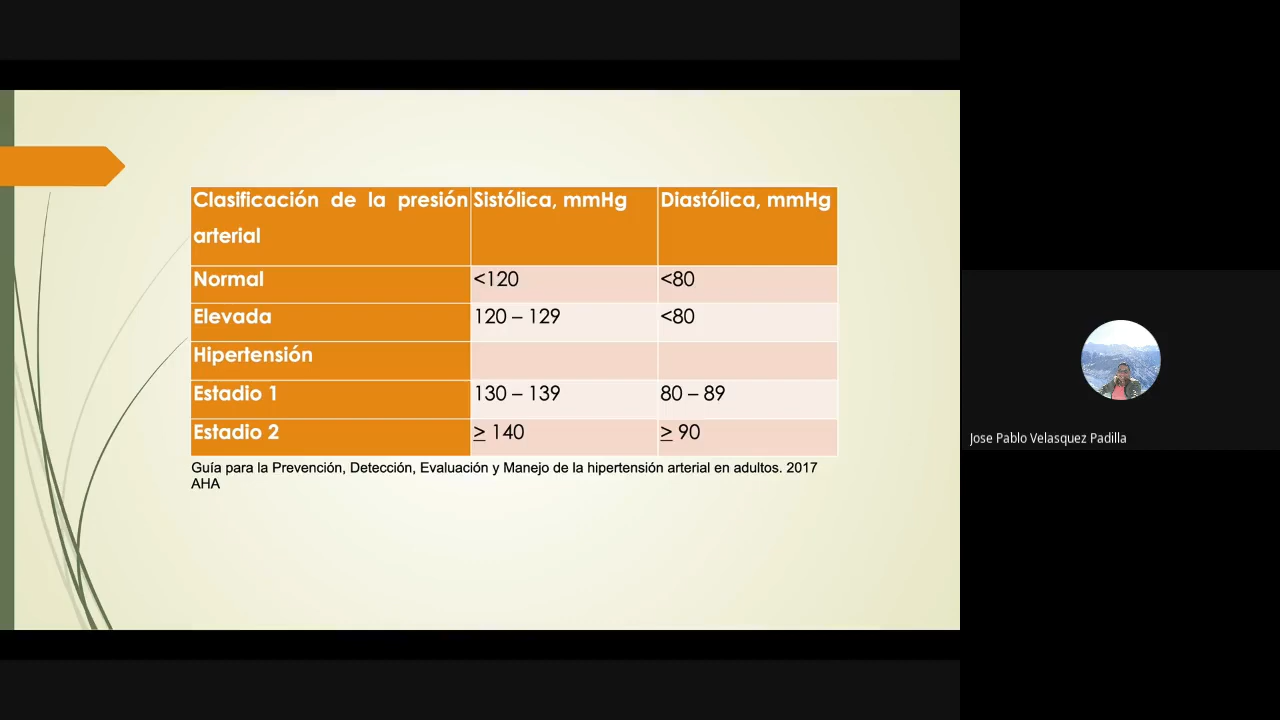 Clasificación de la presión Sistólica, mmHg Diastólica, mmHg
arterial
Normal <120 <80
Elevada 120 – 129 <80
Hipertensión
Estadio 1 130 – 139 80 – 89
Estadio 2 ≥ 140 ≥ 90
Guía para la Prevención, Detección, Evaluación y Manejo de la hipertensión arterial en adultos. 2017
AHA
Jose Pablo Velasquez Padilla